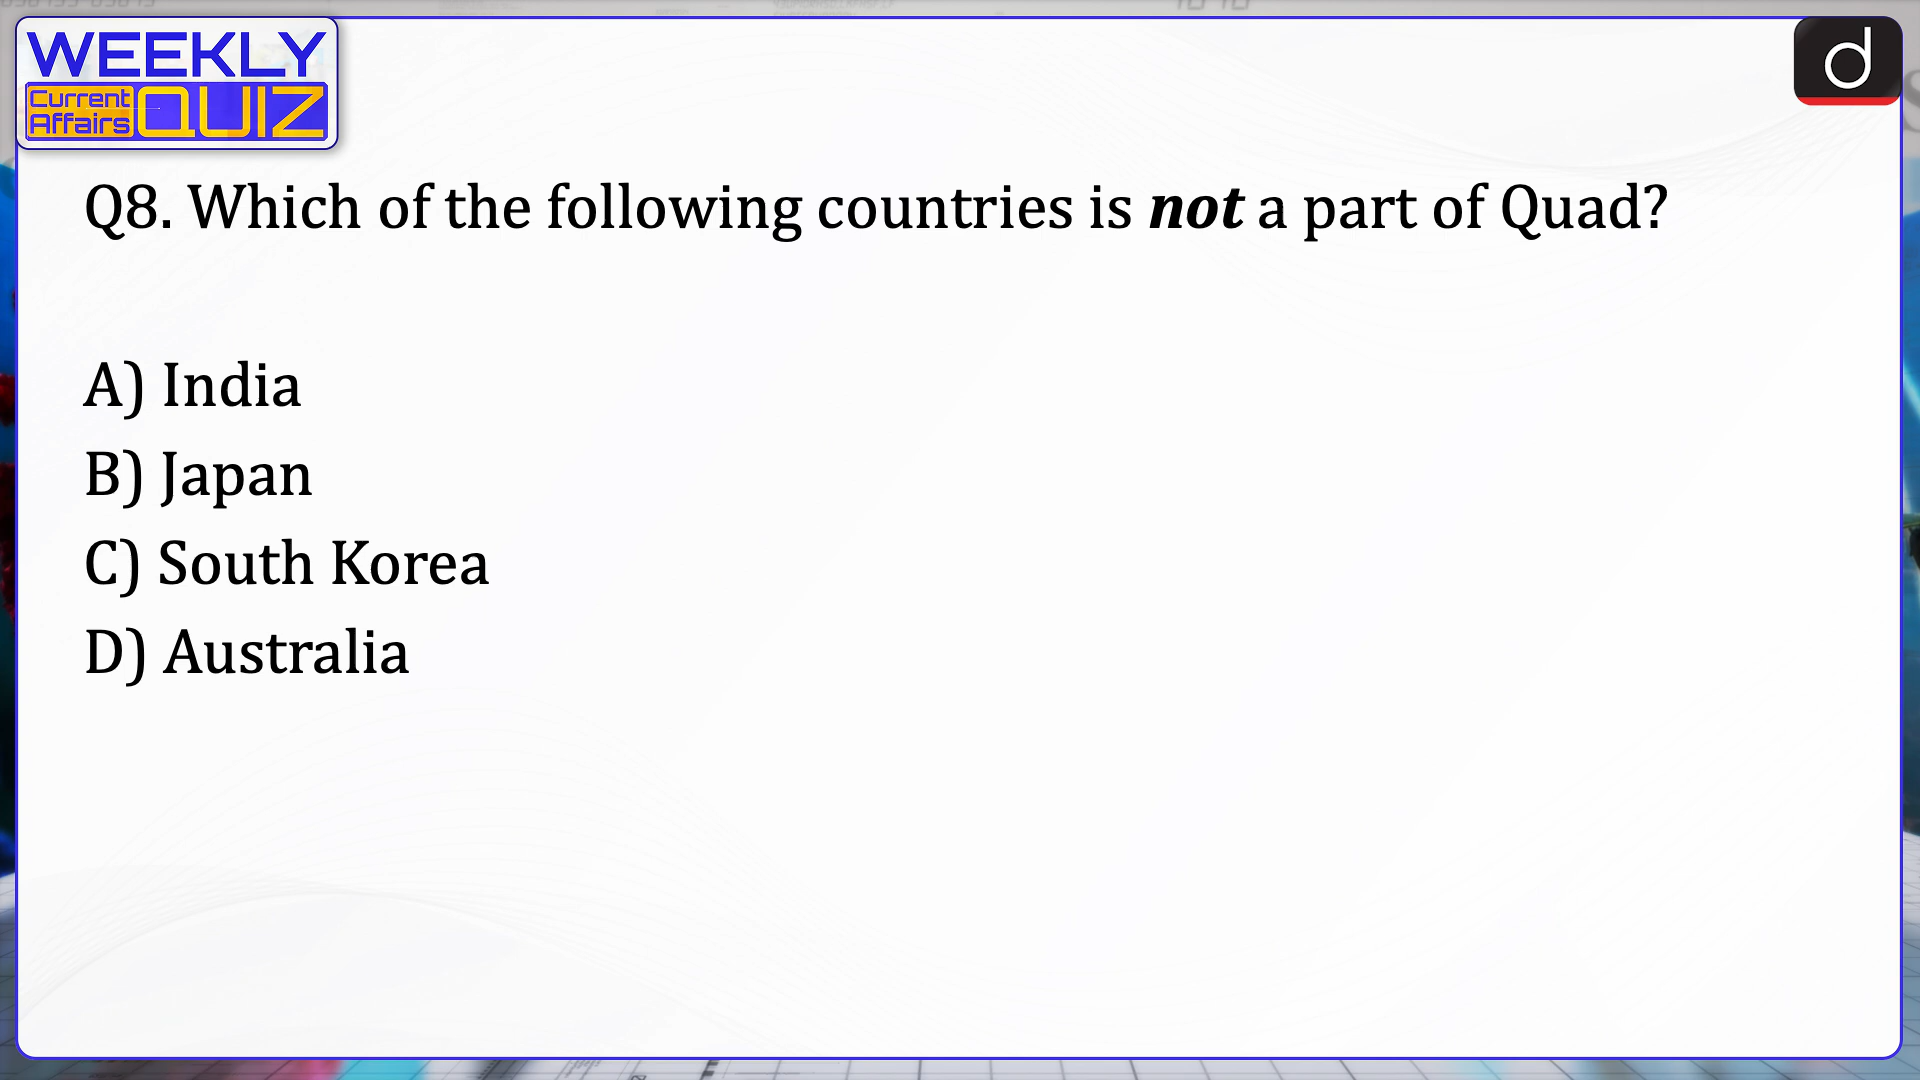 WEEKLY
Current
Affairs
QUIZ
d
Q8. Which of the following countries is not a part of Quad?
A) India
B) Japan
C) South Korea
D) Australia